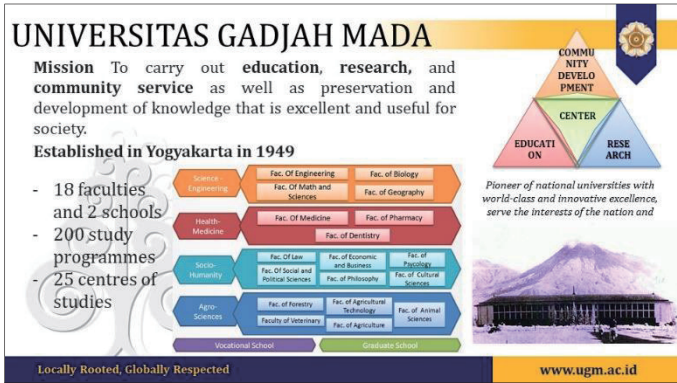 UNIVERSITAS GADJAH MADA
Mission To carry out education, research, and
community service as well as preservation and
development of knowledge that is excellent and useful for
society.
Established in Yogyakarta in 1949
- 18 faculties
and 2 schools
- 200 study
programmes
- 25 centres of
studies
Science -
Engineering
Fac. Of Engineering
Fac. of Biology
Fac. Of Math and
Sciences
Fac. of Geography
Health-
Medicine
Fac. Of Medicine
Fac. of Pharmacy
Fac. of Dentistry
Socio-
Humanity
Fac. Of Law
Fac. of Economic
and Business
Fac. of
Psycology
Fac. Of Social and
Political Sciences
Fac. of Philosophy
Fac. of Cultural
Sciences
Agro-
Sciences
Fac. of Forestry
Fac. of Agricultural
Technology
Fac. of Animal
Sciences
Faculty of Veterinary
Fac. of Agriculture
Vocational School
Graduate School
COMMU
NITY
DEVELO
PMENT
CENTER
EDUCATI
ON
RESE
ARCH
Pioneer of national universities with
world-class and innovative excellence,
serve the interests of the nation and
Locally Rooted, Globally Respected
www.ugm.ac.id